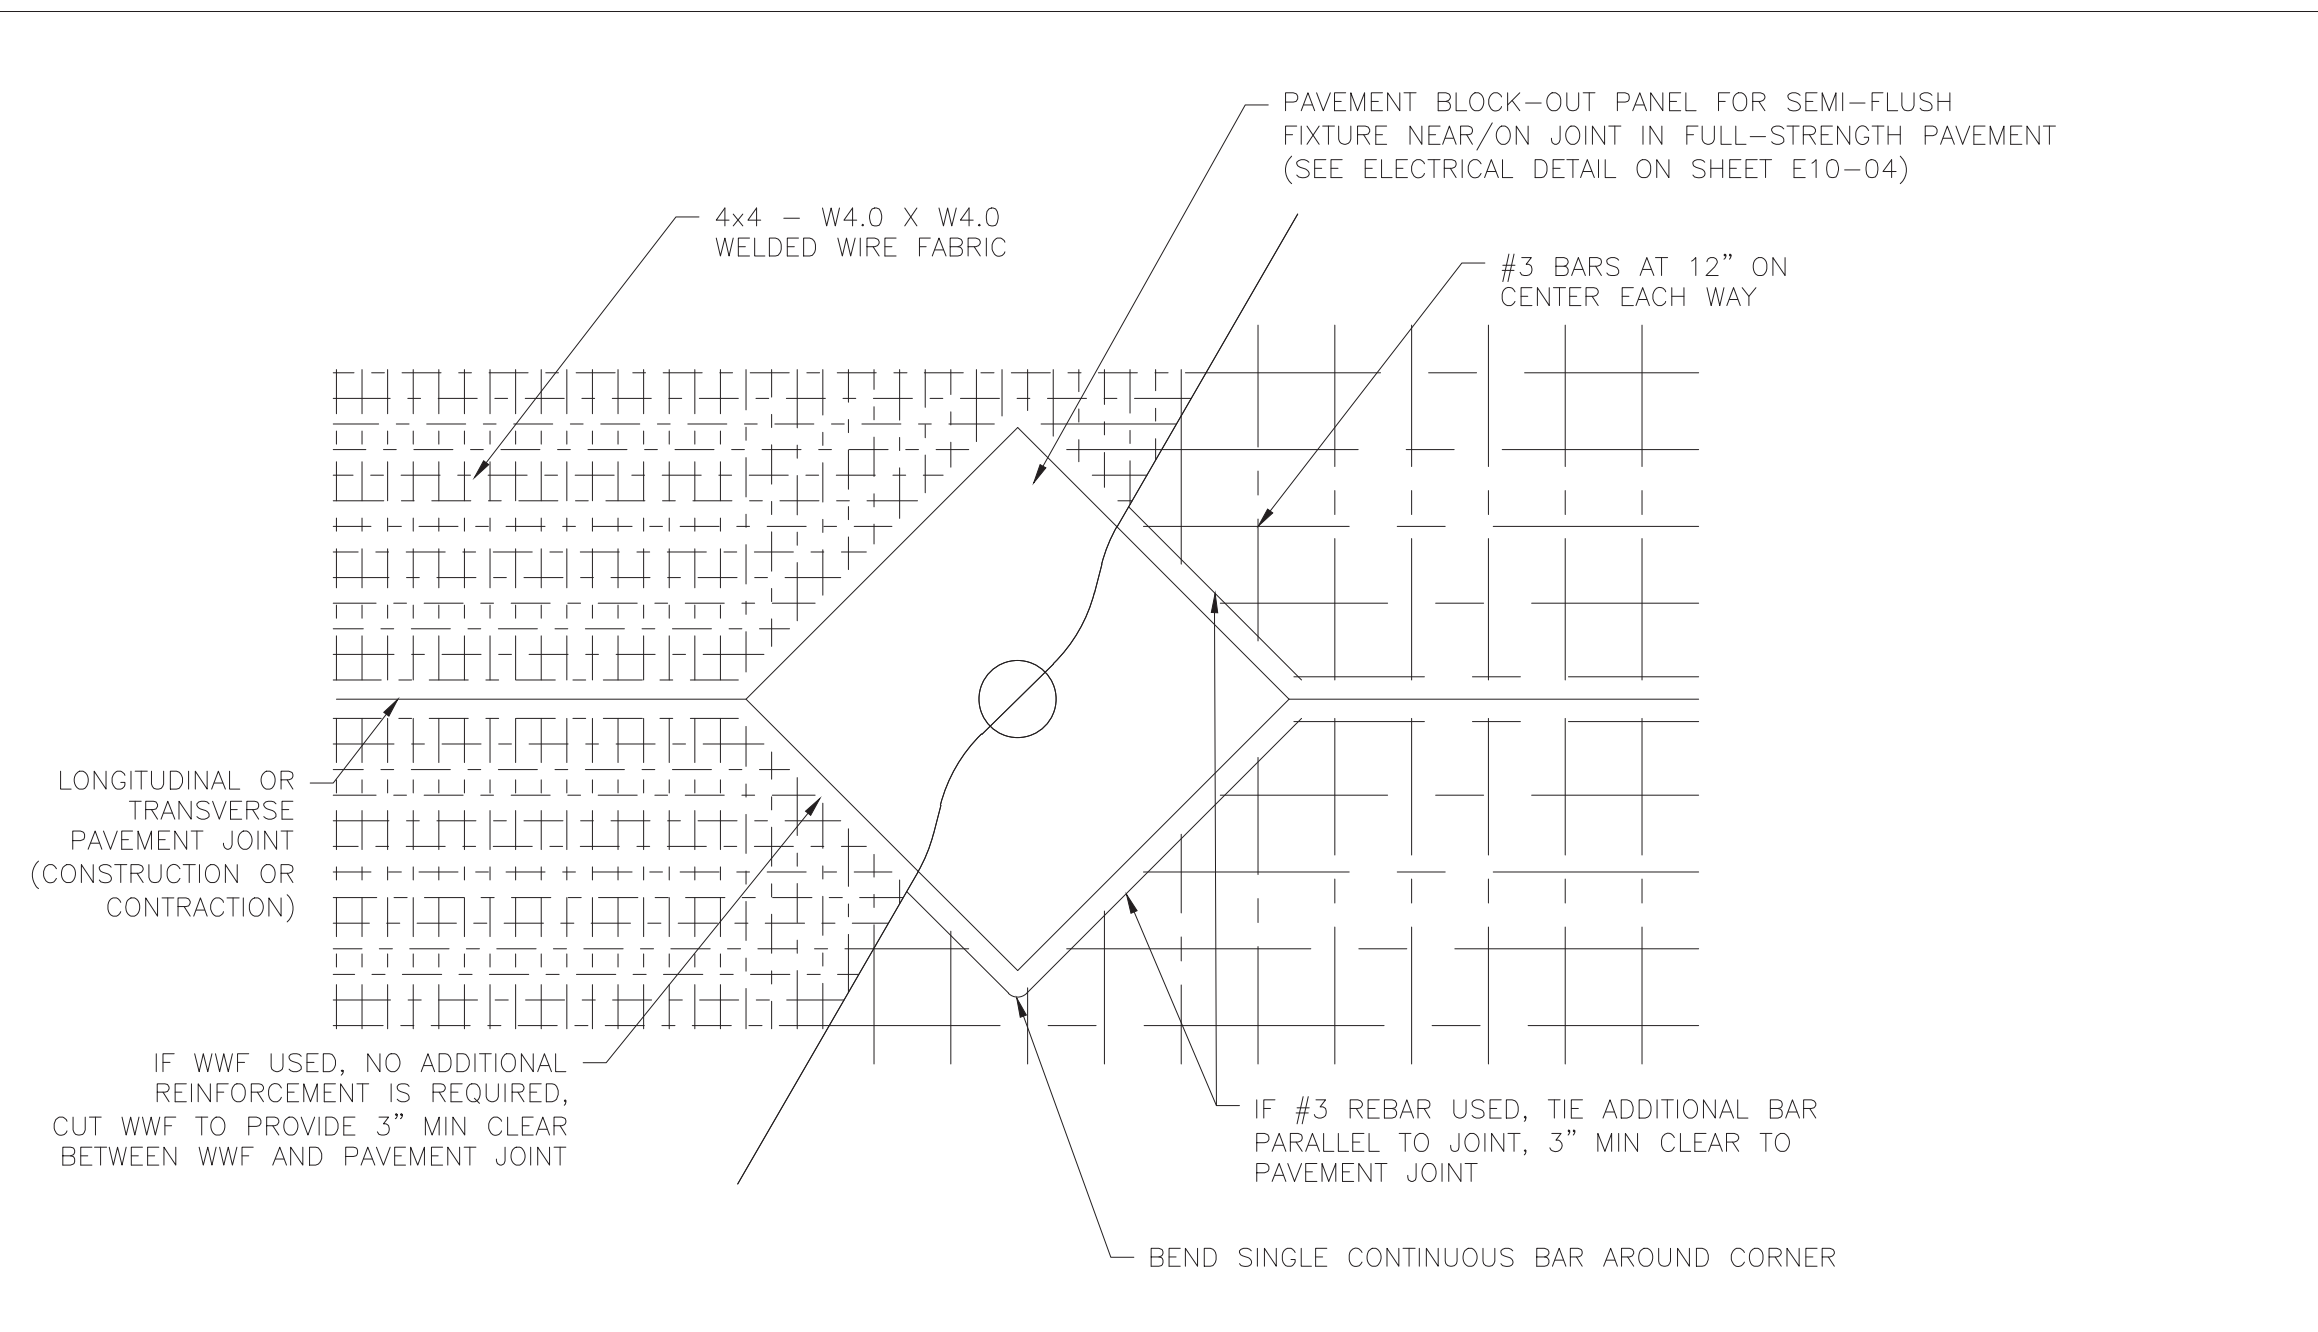 PAVEMENT BLOCK-OUT PANEL FOR SEMI-FLUSH
FIXTURE NEAR/ON JOINT IN FULL-STRENGTH PAVEMENT
(SEE ELECTRICAL DETAIL ON SHEET E10-04)
4x4 - W4.0 X W4.0
WELDED WIRE FABRIC
#3 BARS AT 12” ON
CENTER EACH WAY
LONGITUDINAL OR
TRANSVERSE
PAVEMENT JOINT
(CONSTRUCTION OR
CONTRACTION)
IF WWF USED, NO ADDITIONAL
REINFORCEMENT IS REQUIRED,
CUT WWF TO PROVIDE 3” MIN CLEAR
BETWEEN WWF AND PAVEMENT JOINT
IF #3 REBAR USED, TIE ADDITIONAL BAR
PARALLEL TO JOINT, 3” MIN CLEAR TO
PAVEMENT JOINT
BEND SINGLE CONTINUOUS BAR AROUND CORNER